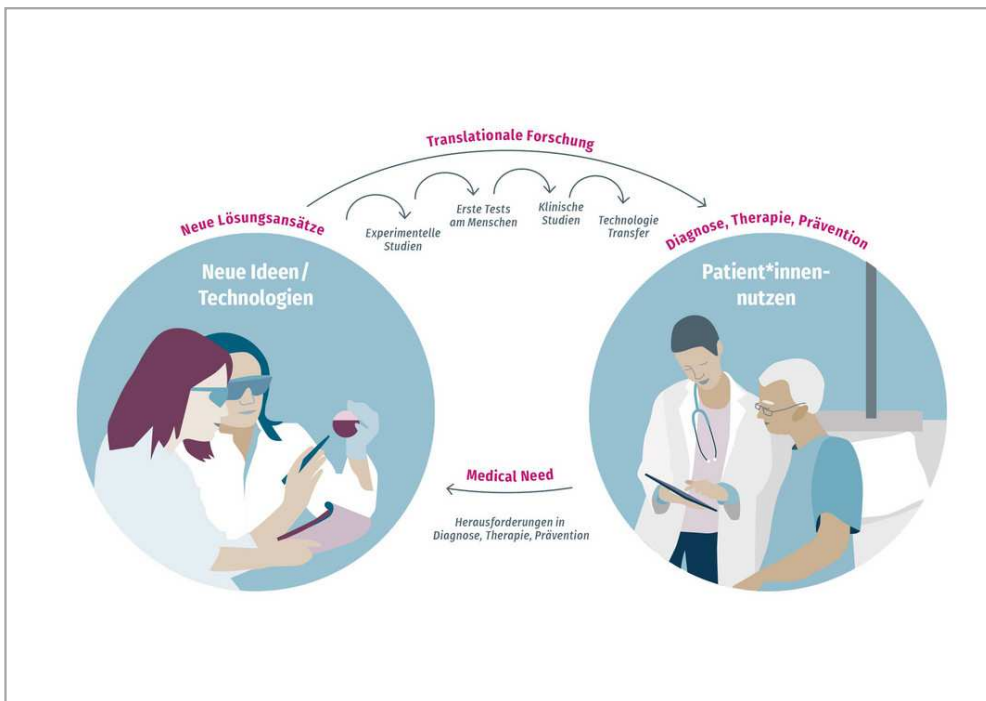 Translationale Forschung
Experimentelle
Studien
Erste Tests
am Menschen
Klinische
Studien
Technologie
Transfer
Neue Lösungsansätze
Neue Ideen/
Technologien
Diagnose, Therapie, Prävention
Patient*innen-
nutzen
Medical Need
Herausforderungen in
Diagnose, Therapie, Prävention